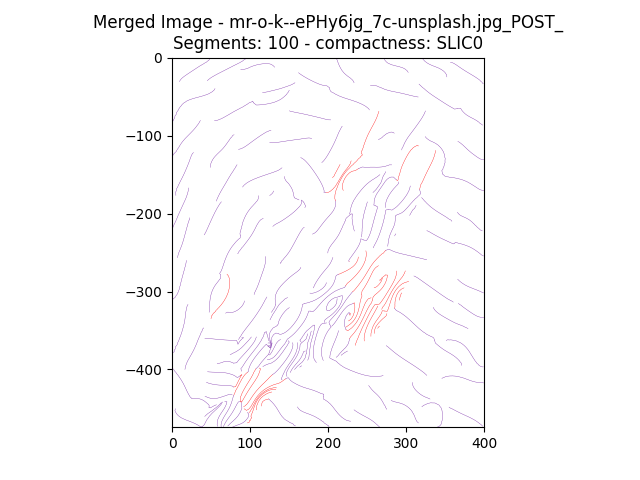 Merged Image - mr-o-k--ePHy6jg_7c-unsplash.jpg_POST_
Segments: 100 - compactness: SLIC0
0
−100
−200
−300
−400
0 100 200 300 400